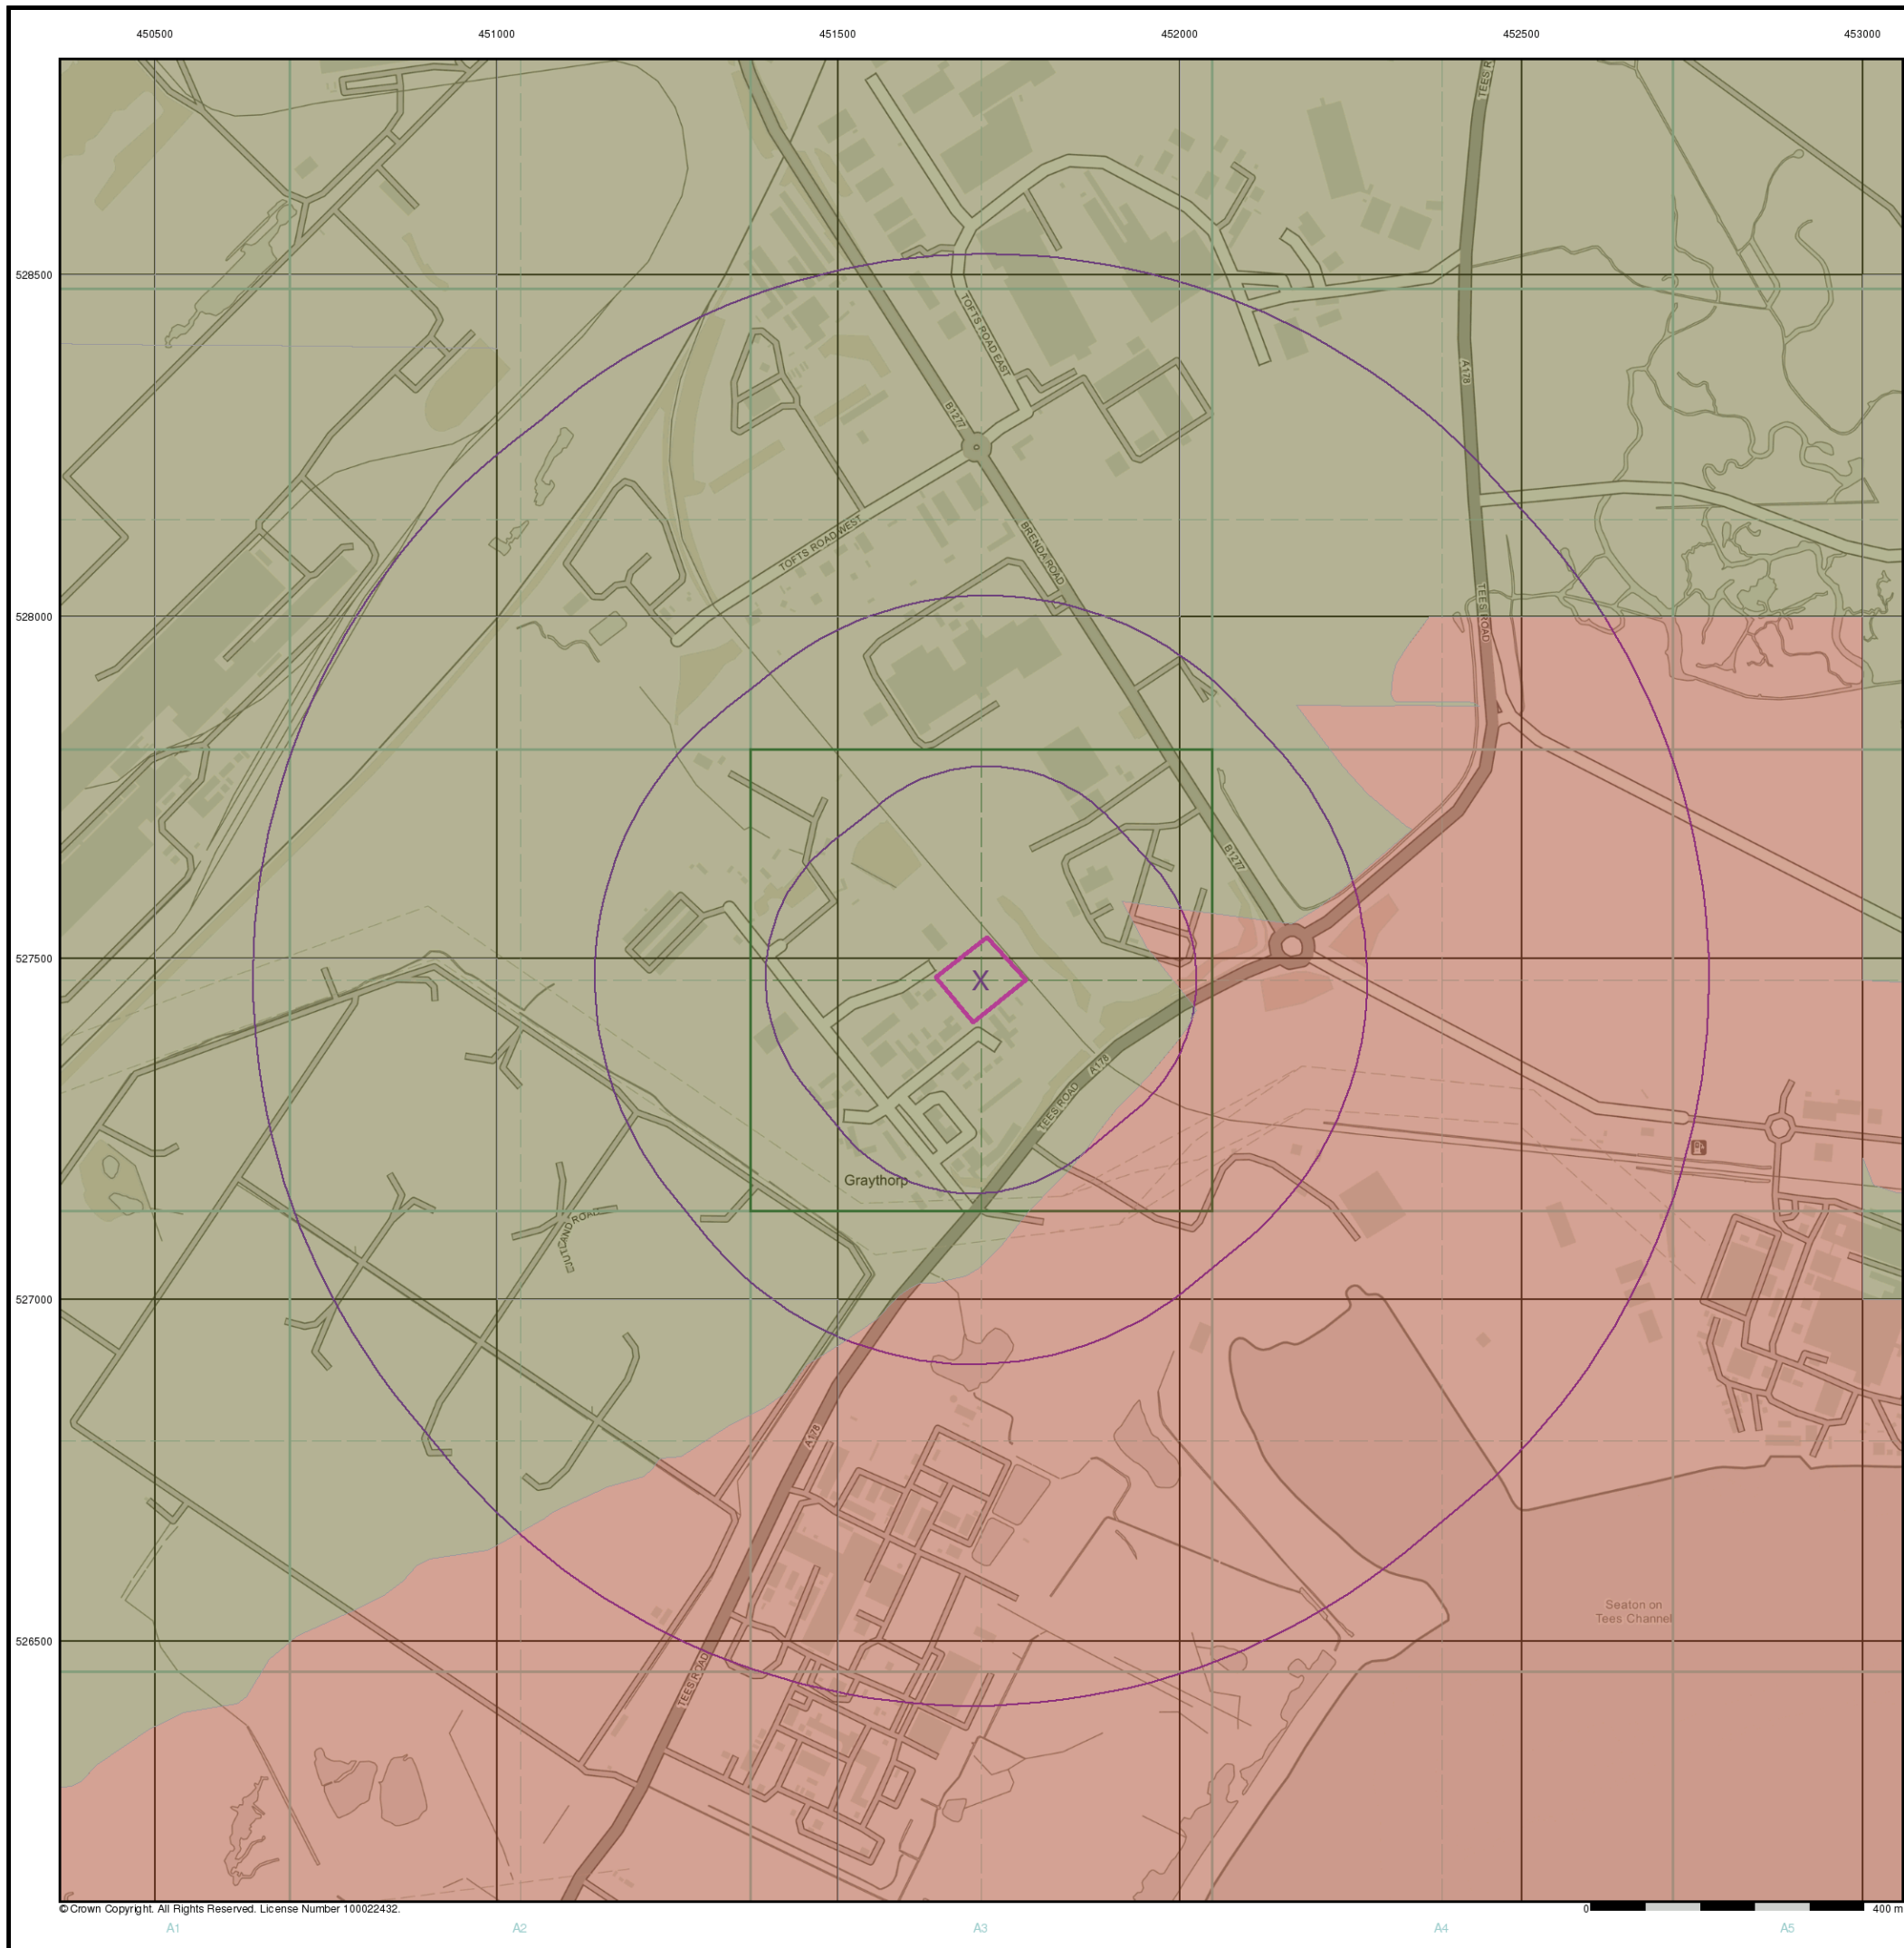 450500 451000 451500 452000 452500 453000
TEES R
528500
TOFTS ROAD EAST
A178
B1277
TOFTS ROAD WEST
BRENDA ROAD
528000
TEES ROAD
B1277
527500
X
A178
TEES ROAD
Graythorp
527000
A178
Seaton on
Tees Channel
526500
TEES ROAD
© Crown Copyright. All Rights Reserved. License Number 100022432.
0 400 m
A1 A2 A3 A4 A5